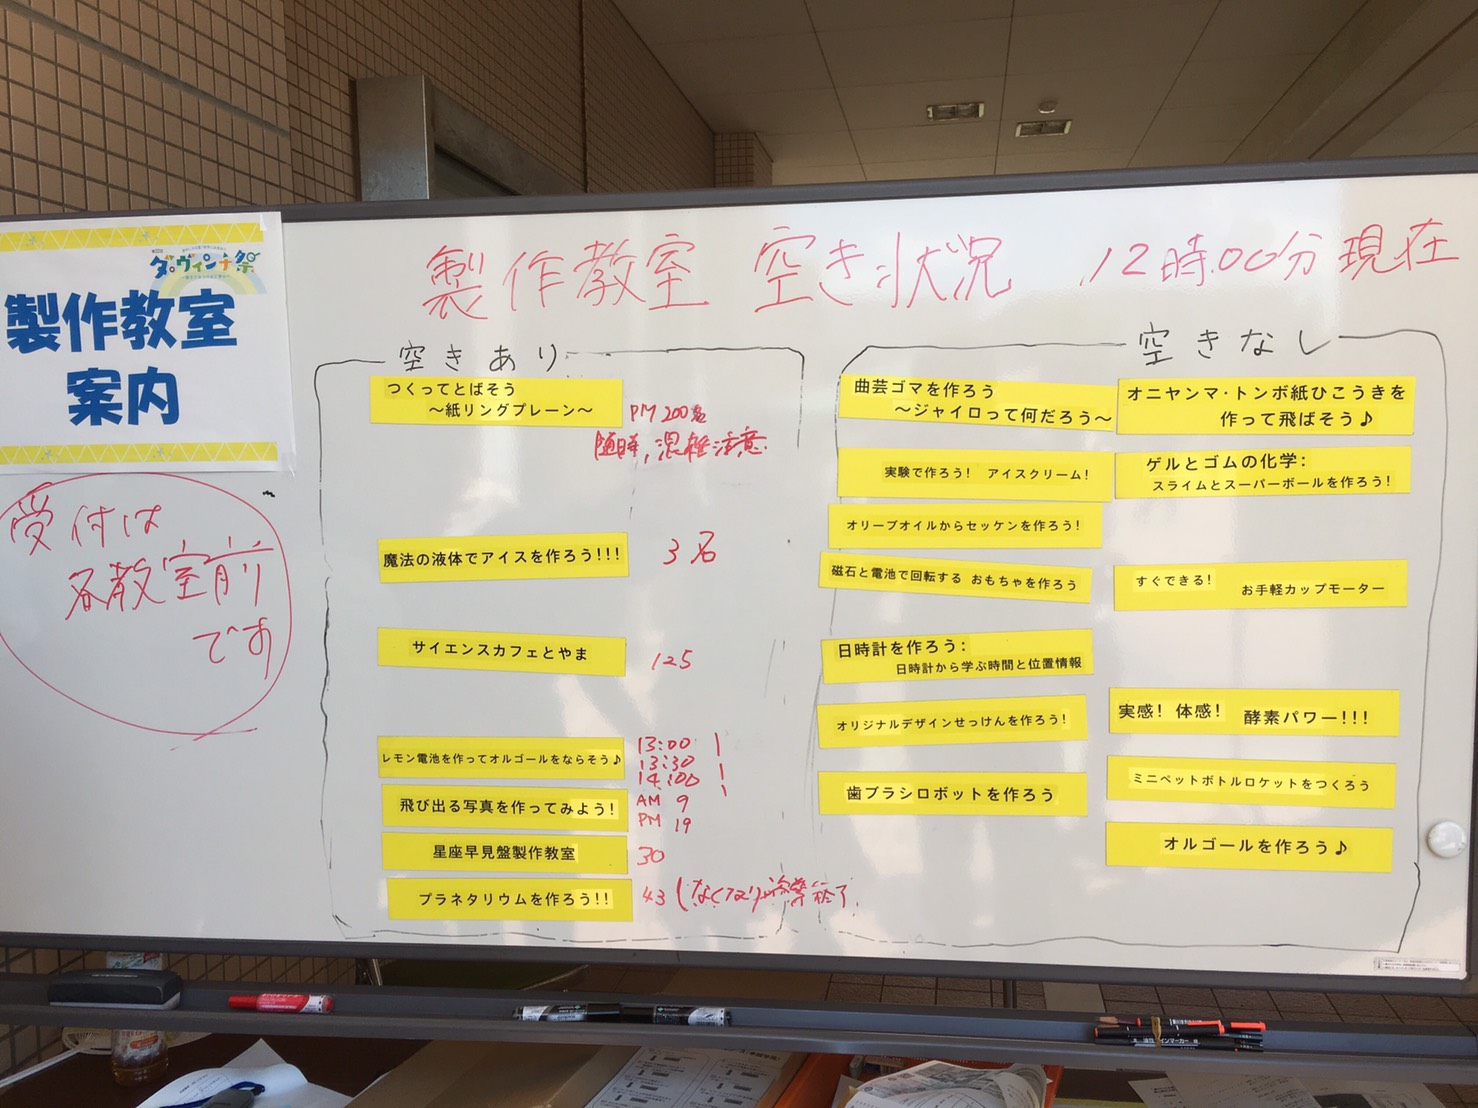 ダヴィンチ祭
製作教室
案内
受付は
各教室前
です
製作教室 空き状況 12時00分現在
空きあり
つくってとばそう
～紙リングプレーン～
PM 200名
随時、混雑注意
魔法の液体でアイスを作ろう!!!
3名
サイエンスカフェとやま
125
レモン電池を作ってオルゴールをならそう♪
13:00 1
13:30
14:00 1
飛び出る写真を作ってみよう!
AM 9
PM 19
星座早見盤製作教室
30
プラネタリウムを作ろう!!
43
空きなし
曲芸ゴマを作ろう
～ジャイロって何だろう～
実験で作ろう! アイスクリーム!
オリーブオイルからセッケンを作ろう!
磁石と電池で回転する おもちゃを作ろう
日時計を作ろう:
日時計から学ぶ時間と位置情報
オリジナルデザインせっけんを作ろう!
歯ブラシロボットを作ろう
オニヤンマ・トンボ紙ひこうきを
作って飛ばそう♪
ゲルとゴムの化学:
スライムとスーパーボールを作ろう!
すぐできる! お手軽カップモーター
実感! 体感! 酵素パワー!!!
ミニペットボトルロケットをつくろう
オルゴールを作ろう♪